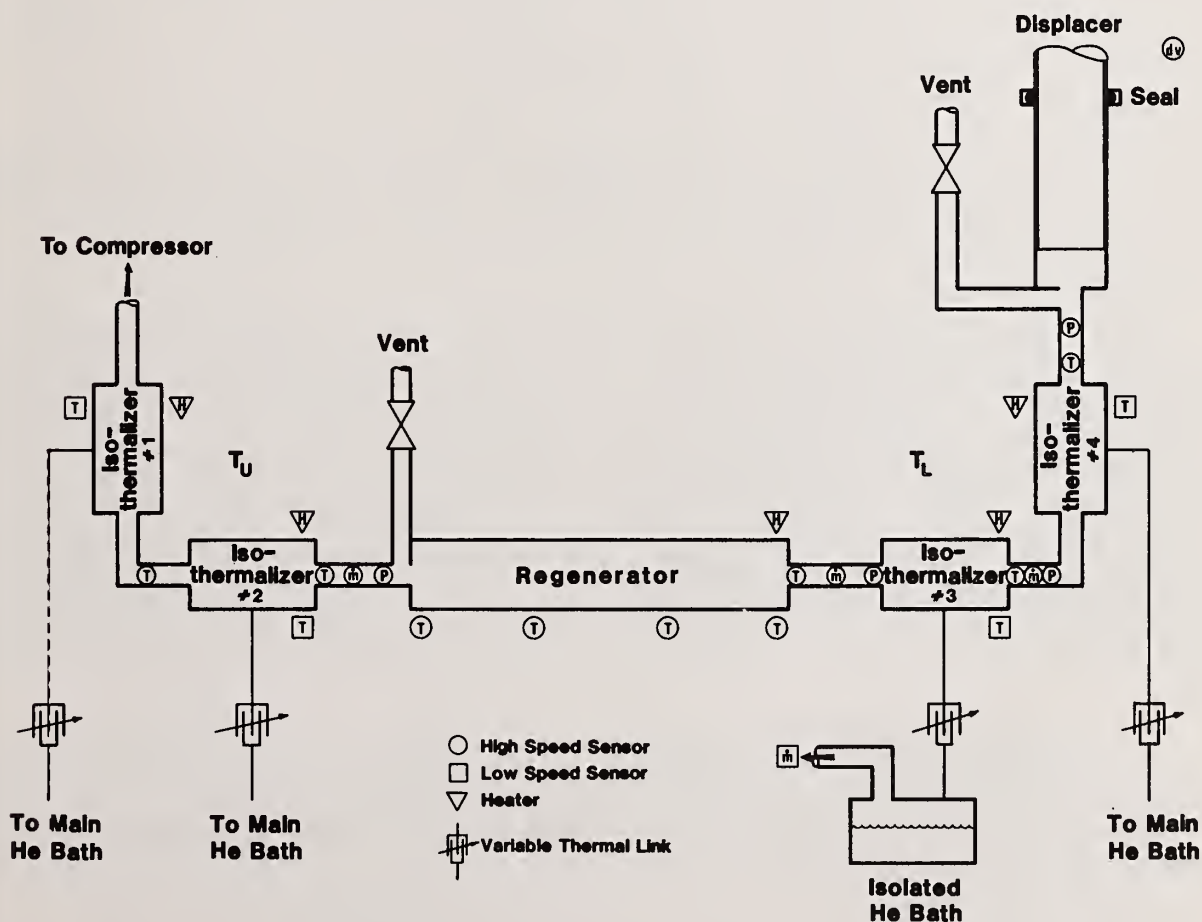 Displacer
dv
Vent
Seal
To Compressor
Vent
P
T
T
H
Iso-
thermalizer
#1
T_U
T_L
H
Iso-
thermalizer
#4
T
H
H
H
T
Iso-
thermalizer
#2
T
ṁ
P
Regenerator
T
ṁ
P
Iso-
thermalizer
#3
T
ṁ
P
T
T
T
T
T
T
High Speed Sensor
Low Speed Sensor
Heater
Variable Thermal Link
ṁ
To Main
He Bath
To Main
He Bath
To Main
He Bath
Isolated
He Bath